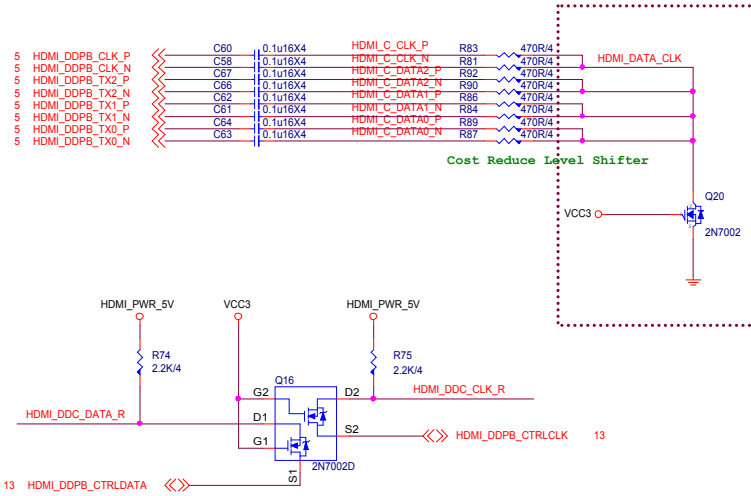 5 HDMI_DDPB_CLK_P C60 0.1u16X4 HDMI_C_CLK_P R83 470R/4
5 HDMI_DDPB_CLK_N C58 0.1u16X4 HDMI_C_CLK_N R81 470R/4 HDMI_DATA_CLK
5 HDMI_DDPB_TX2_P C67 0.1u16X4 HDMI_C_DATA2_P R92 470R/4
5 HDMI_DDPB_TX2_N C66 0.1u16X4 HDMI_C_DATA2_N R90 470R/4
5 HDMI_DDPB_TX1_P C62 0.1u16X4 HDMI_C_DATA1_P R86 470R/4
5 HDMI_DDPB_TX1_N C61 0.1u16X4 HDMI_C_DATA1_N R84 470R/4
5 HDMI_DDPB_TX0_P C64 0.1u16X4 HDMI_C_DATA0_P R89 470R/4
5 HDMI_DDPB_TX0_N C63 0.1u16X4 HDMI_C_DATA0_N R87 470R/4
Cost Reduce Level Shifter
Q20
VCC3
2N7002
HDMI_PWR_5V VCC3 HDMI_PWR_5V
R74 R75
2.2K/4 2.2K/4
Q16
G2 D2 HDMI_DDC_CLK_R
HDMI_DDC_DATA_R D1
S2 HDMI_DDPB_CTRLCLK 13
G1
2N7002D
S1
13 HDMI_DDPB_CTRLDATA